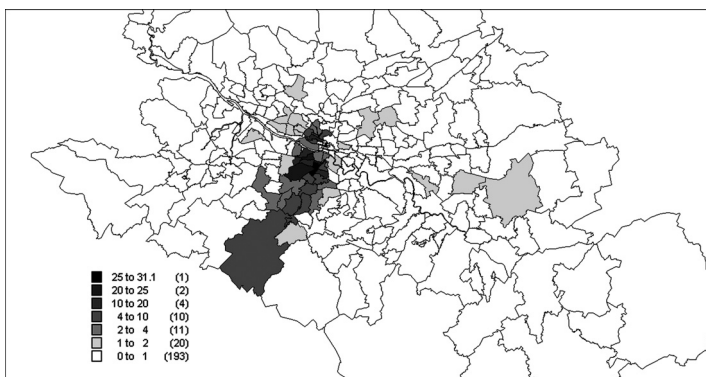 25 to 31.1 (1)
20 to 25 (2)
10 to 20 (4)
4 to 10 (10)
2 to 4 (11)
1 to 2 (20)
0 to 1 (193)